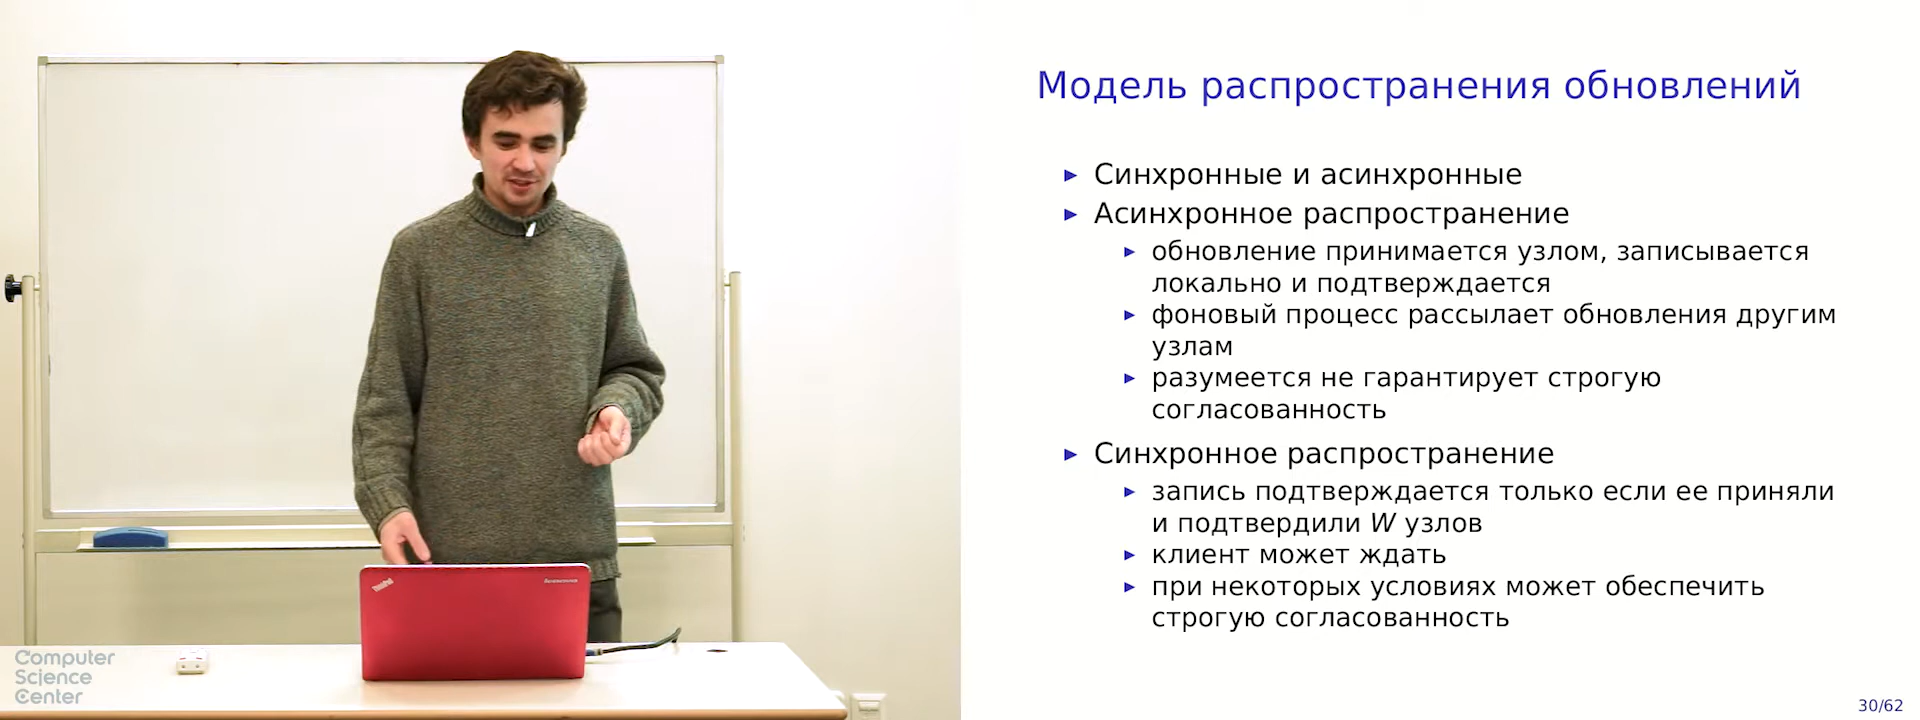 Модель распространения обновлений
Синхронные и асинхронные
Асинхронное распространение
обновление принимается узлом, записывается
локально и подтверждается
фоновый процесс рассылает обновления другим
узлам
разумеется не гарантирует строгую
согласованность
Синхронное распространение
запись подтверждается только если ее приняли
и подтвердили W узлов
клиент может ждать
при некоторых условиях может обеспечить
строгую согласованность
30/62
ThinkPad
lenovo
Computer
Science
Center